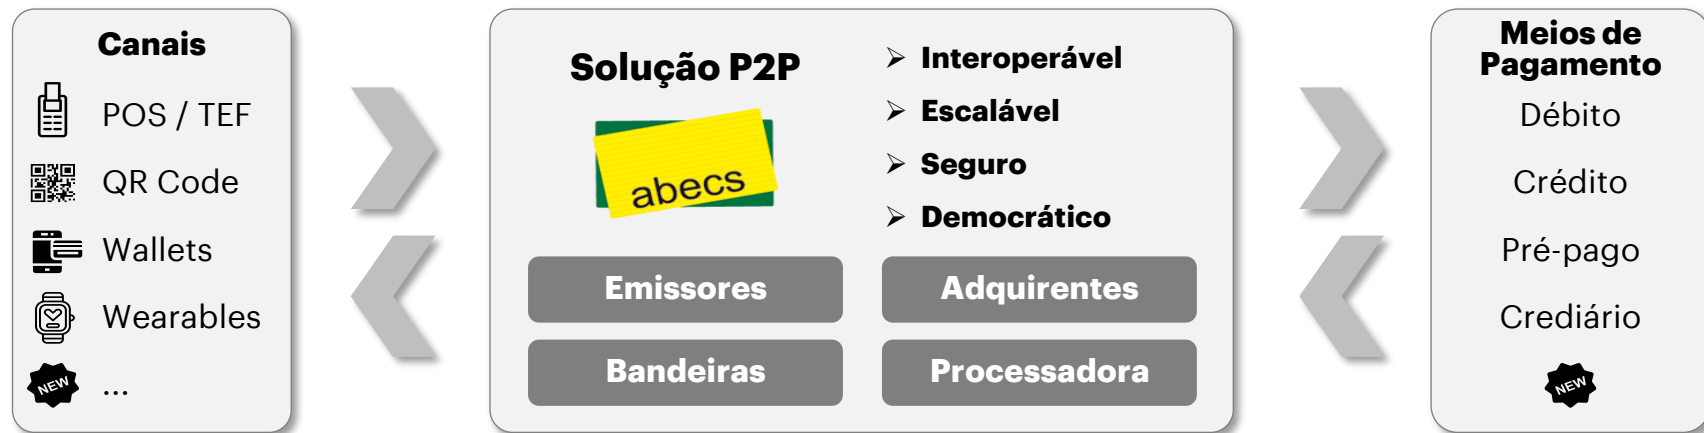 Canais
POS / TEF
QR Code
Wallets
Wearables
NEW
...
Solução P2P
abecs
Interoperável
Escalável
Seguro
Democrático
Emissores
Adquirentes
Bandeiras
Processadora
Meios de
Pagamento
Débito
Crédito
Pré-pago
Crediário
NEW